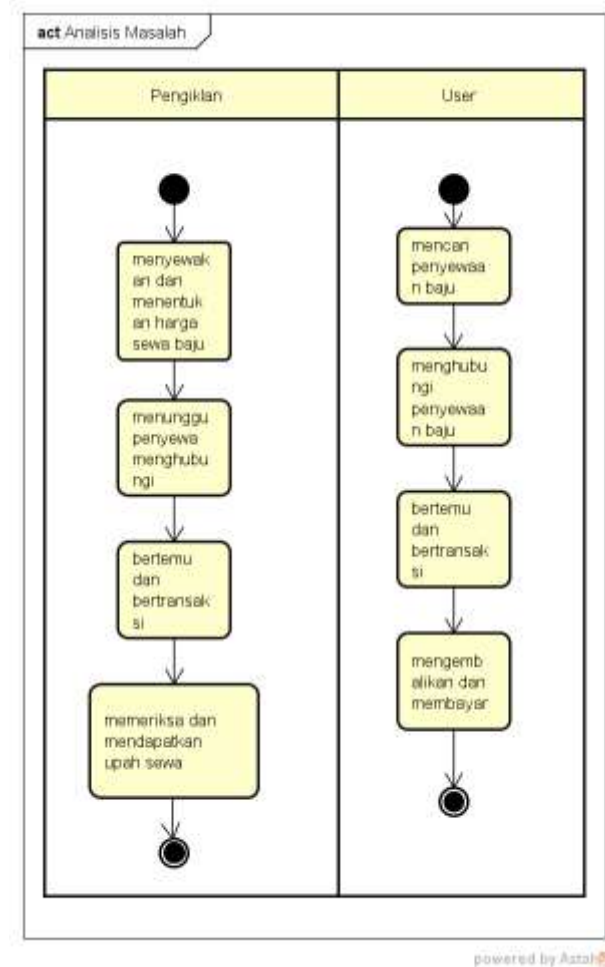 act Analisis Masalah
Pengiklan
User
menyewak
an dan
menentuk
an harga
sewa baju
menunggu
penyewa
menghubu
ngi
bertemu
dan
bertransak
si
memeriksa dan
mendapatkan
upah sewa
mencari
penyewaa
n baju
menghubu
ngi
penyewaa
n baju
bertemu
dan
bertransak
si
mengemb
alikan dan
membayar
powered by Astah